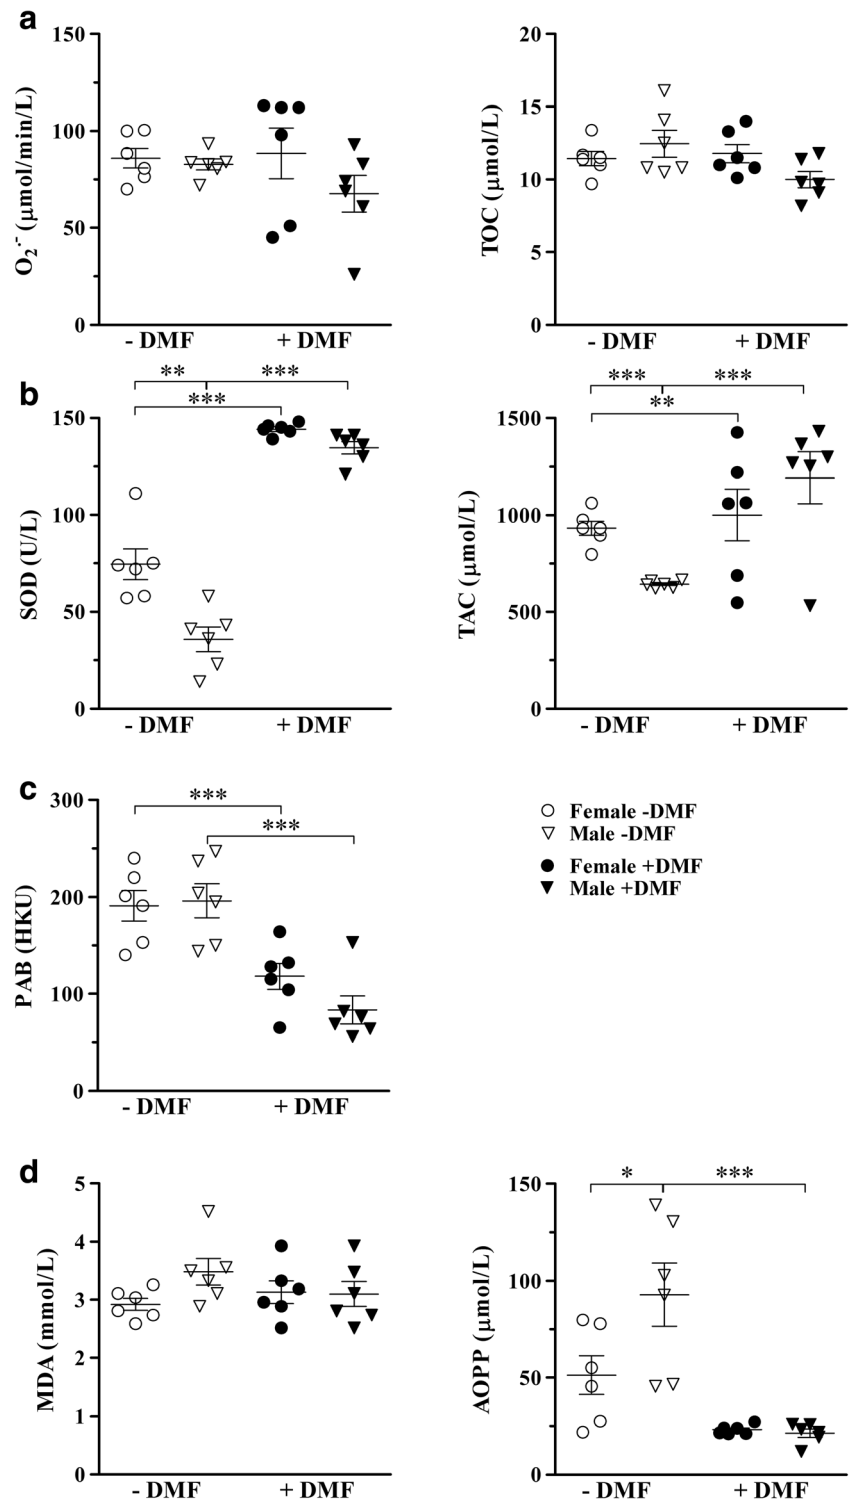 a
O₂·⁻ (µmol/min/L)
150
100
50
0
- DMF
+ DMF
TOC (µmol/L)
20
15
10
5
0
- DMF
+ DMF
b
** ***
***
SOD (U/L)
150
100
50
0
- DMF
+ DMF
*** ***
**
TAC (µmol/L)
1500
1000
500
0
- DMF
+ DMF
c
***
***
PAB (HKU)
300
200
100
0
- DMF
+ DMF
Female -DMF
Male -DMF
Female +DMF
Male +DMF
d
MDA (mmol/L)
5
4
3
2
1
0
- DMF
+ DMF
* ***
AOPP (µmol/L)
150
100
50
0
- DMF
+ DMF